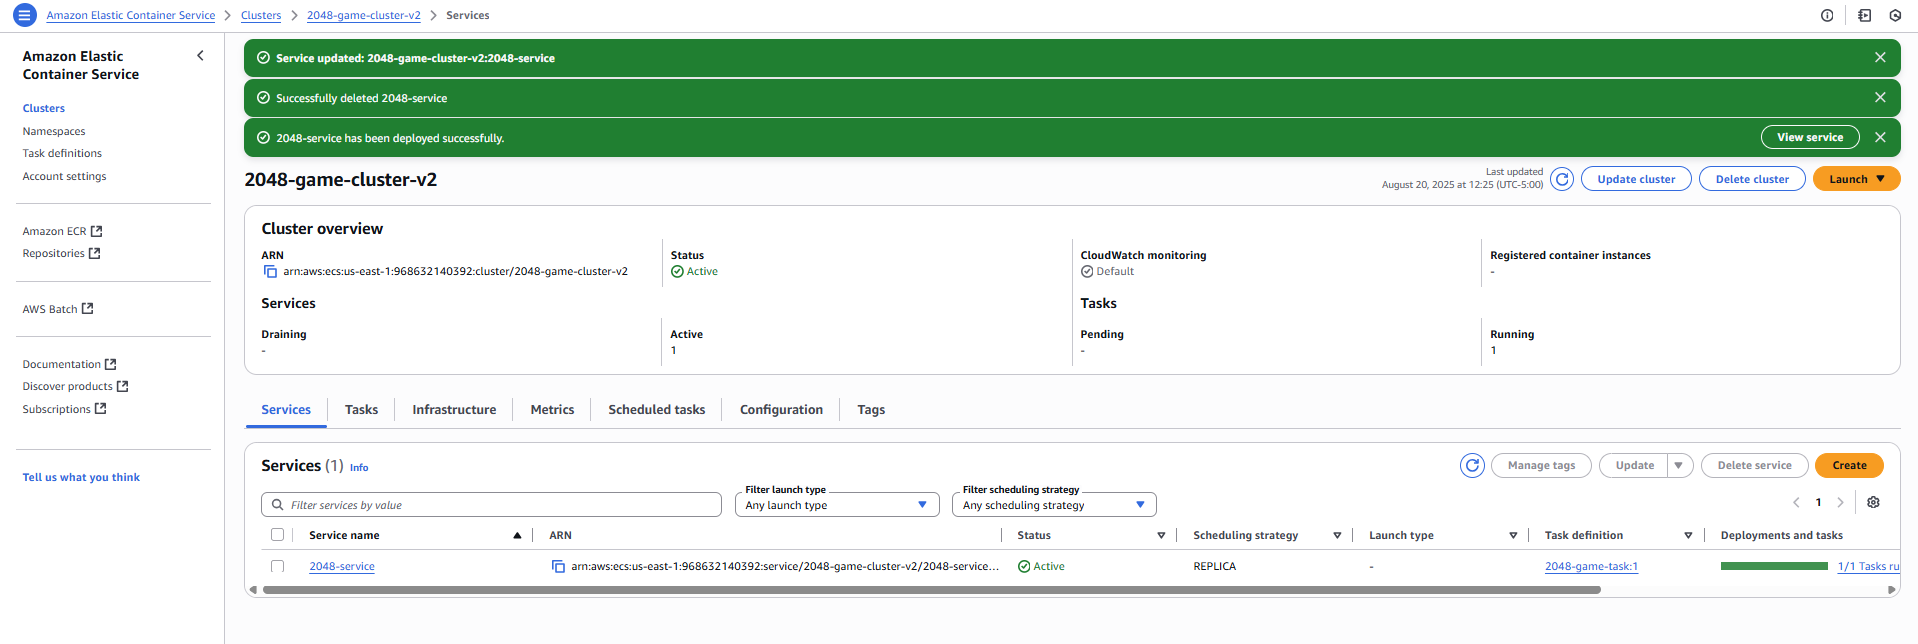 Amazon Elastic Container Service > Clusters > 2048-game-cluster-v2 > Services
Amazon Elastic
Container Service
Clusters
Namespaces
Task definitions
Account settings
Amazon ECR
Repositories
AWS Batch
Documentation
Discover products
Subscriptions
Tell us what you think
Service updated: 2048-game-cluster-v2:2048-service
Successfully deleted 2048-service
2048-service has been deployed successfully.
View service
2048-game-cluster-v2
Last updated
August 20, 2025 at 12:25 (UTC-5:00)
Update cluster
Delete cluster
Launch
Cluster overview
ARN
arn:aws:ecs:us-east-1:968632140392:cluster/2048-game-cluster-v2
Status
Active
CloudWatch monitoring
Default
Registered container instances
-
Services
Tasks
Draining
-
Active
1
Pending
-
Running
1
Services
Tasks
Infrastructure
Metrics
Scheduled tasks
Configuration
Tags
Services (1) Info
Manage tags
Update
Delete service
Create
Filter services by value
Filter launch type
Any launch type
Filter scheduling strategy
Any scheduling strategy
1
Service name
ARN
Status
Scheduling strategy
Launch type
Task definition
Deployments and tasks
2048-service
arn:aws:ecs:us-east-1:968632140392:service/2048-game-cluster-v2/2048-service...
Active
REPLICA
-
2048-game-task:1
1/1 Tasks ru